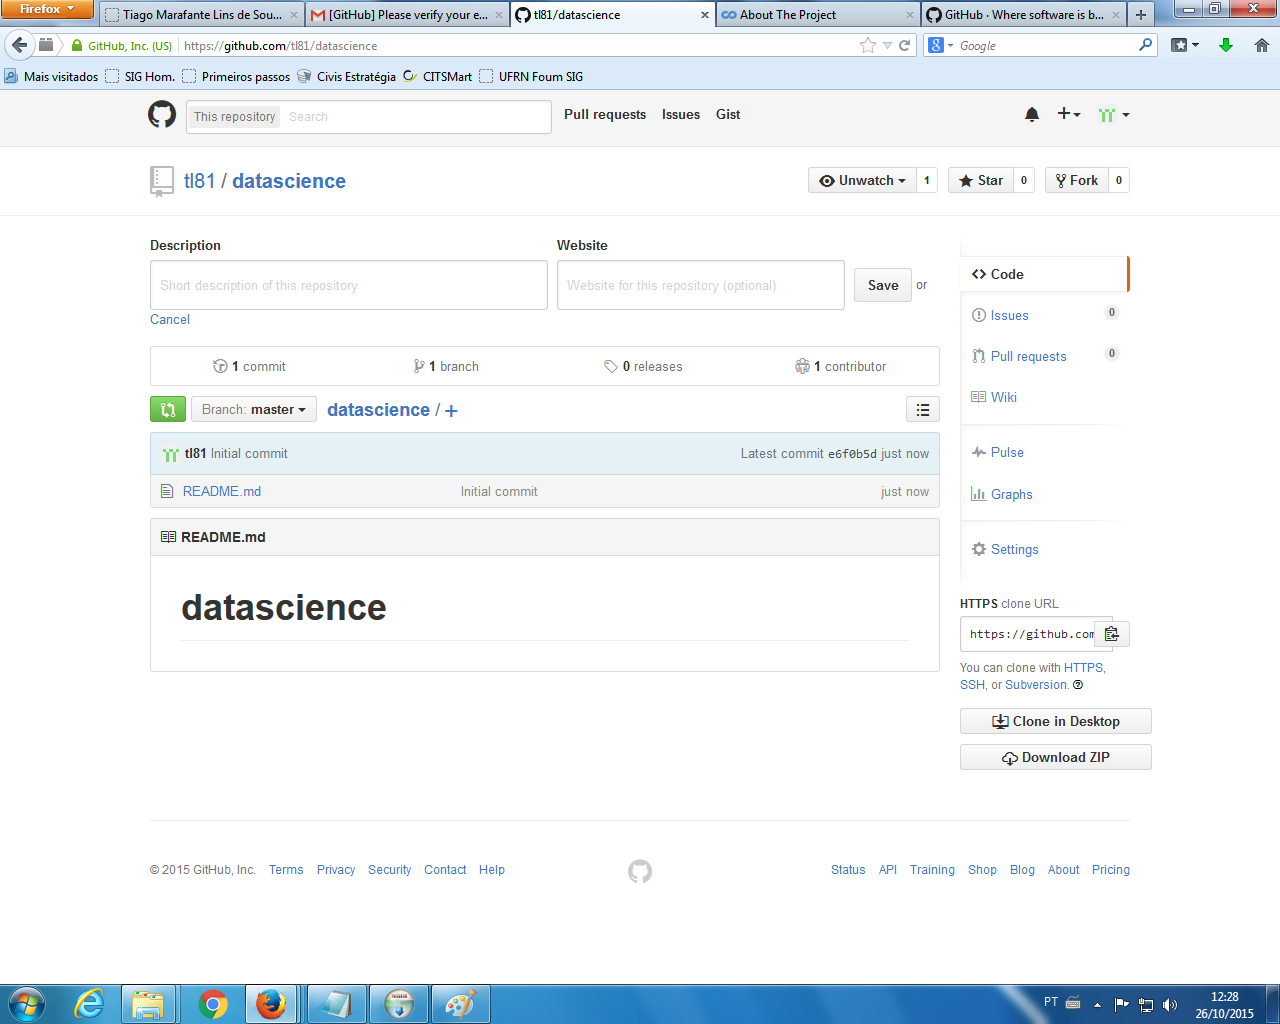 Firefox
Tiago Marafante Lins de Sou...
[GitHub] Please verify your e...
tl81/datascience
About The Project
GitHub · Where software is b...
GitHub, Inc. (US)
https://github.com/tl81/datascience
Google
Mais visitados
SIG Hom.
Primeiros passos
Civis Estratégia
CITSMart
UFRN Foum SIG
This repository
Search
Pull requests
Issues
Gist
tl81 / datascience
Unwatch 1
Star 0
Fork 0
Description
Website
Short description of this repository
Website for this repository (optional)
Save or
Cancel
1 commit
1 branch
0 releases
1 contributor
Branch: master
datascience / +
tl81 Initial commit
Latest commit e6f0b5d just now
README.md
Initial commit
just now
README.md
datascience
Code
Issues 0
Pull requests 0
Wiki
Pulse
Graphs
Settings
HTTPS clone URL
https://github.com
You can clone with HTTPS,
SSH, or Subversion.
Clone in Desktop
Download ZIP
© 2015 GitHub, Inc.
Terms
Privacy
Security
Contact
Help
Status
API
Training
Shop
Blog
About
Pricing
PT
12:28
26/10/2015